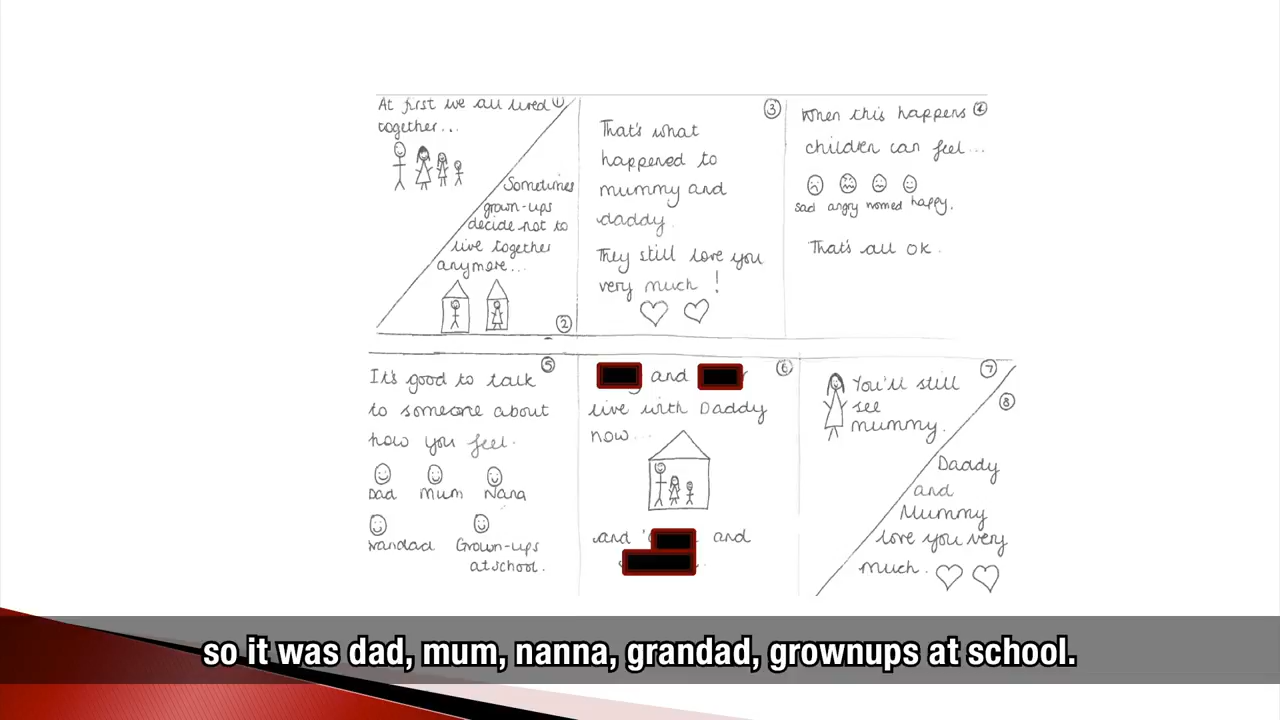 At first we all lived ①
together...
Sometimes
grown-ups
decide not to
live together
anymore...
②
③
That's what
happened to
mummy and
daddy.
They still love you
very much !
When this happens ④
children can feel...
sad angry worried happy.
That's all ok.
⑤
It's good to talk
to someone about
how you feel.
Dad Mum Nana
Grandad Grown-ups
at school.
⑥
and
live with Daddy
now...
and and
⑦
You'll still
see
mummy.
⑧
Daddy
and
Mummy
love you very
much.
so it was dad, mum, nanna, grandad, grownups at school.